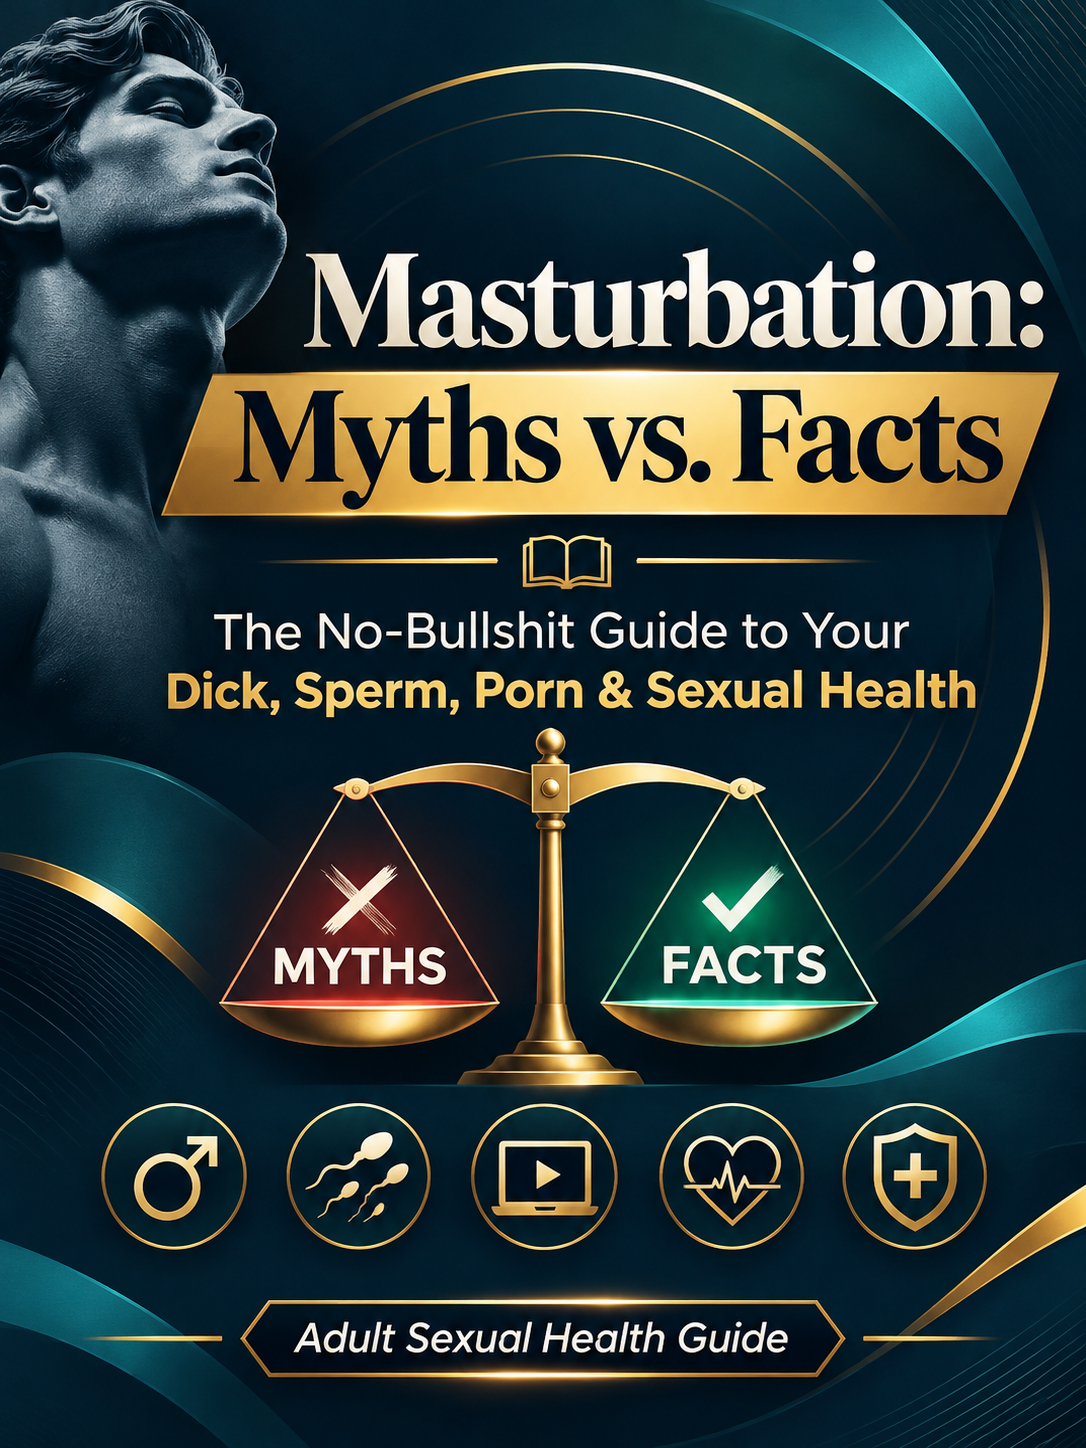 Masturbation:
Myths vs. Facts
The No-Bullshit Guide to Your
Dick, Sperm, Porn & Sexual Health
MYTHS
FACTS
Adult Sexual Health Guide